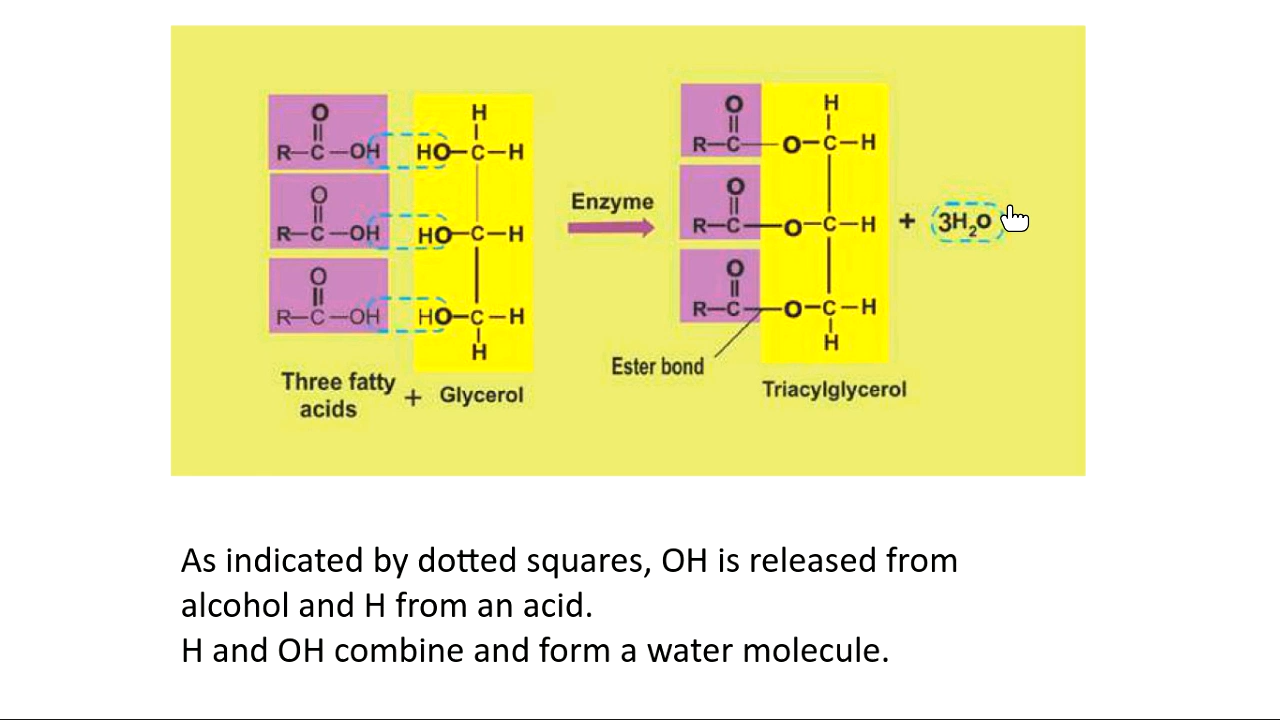 O
R—C—OH
O
R—C—OH
O
R—C—OH
H
HO—C—H
HO—C—H
HO—C—H
H
Three fatty
acids
+
Glycerol
Enzyme
O
R—C
O
R—C
O
R—C
H
O—C—H
O—C—H
O—C—H
H
Ester bond
Triacylglycerol
+ 3H₂o
As indicated by dotted squares, OH is released from
alcohol and H from an acid.
H and OH combine and form a water molecule.